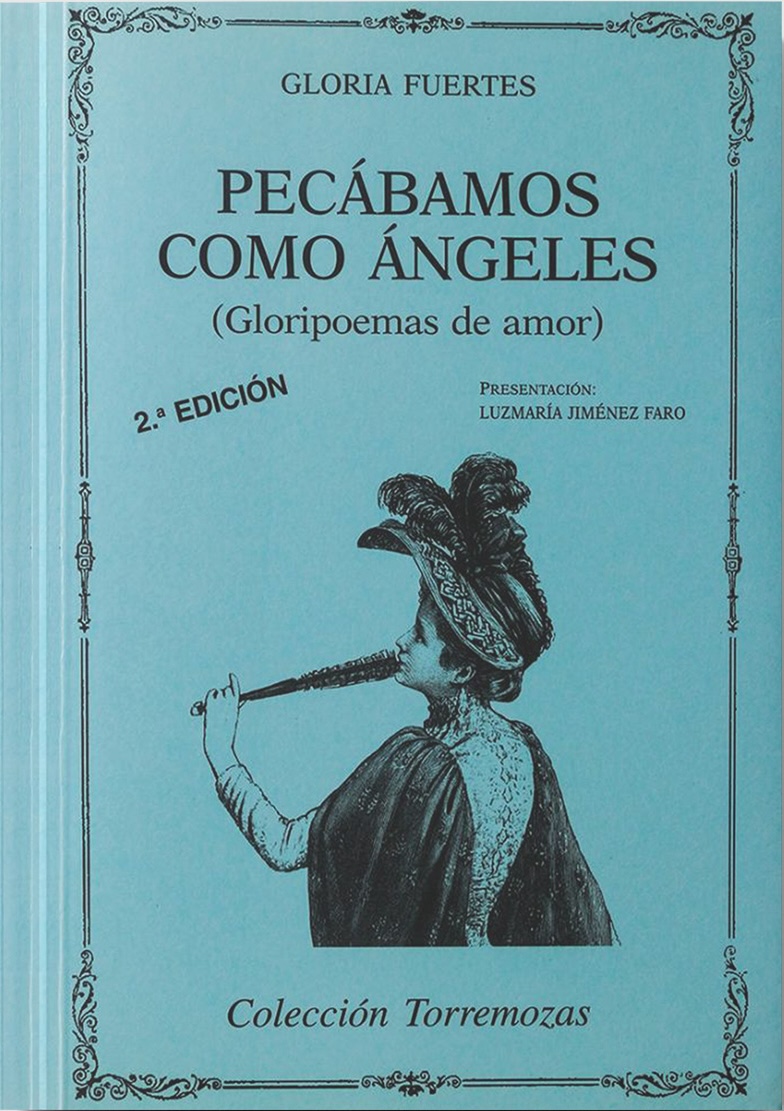 GLORIA FUERTES
PECÁBAMOS
COMO ÁNGELES
(Gloripoemas de amor)
2.ª EDICIÓN
PRESENTACIÓN:
LUZMARÍA JIMÉNEZ FARO
Colección Torremozas